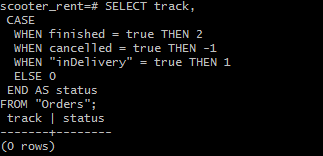 scooter_rent=# SELECT track,
CASE
WHEN finished = true THEN 2
WHEN cancelled = true THEN -1
WHEN "inDelivery" = true THEN 1
ELSE 0
END AS status
FROM "Orders";
track | status
-------+--------
(0 rows)